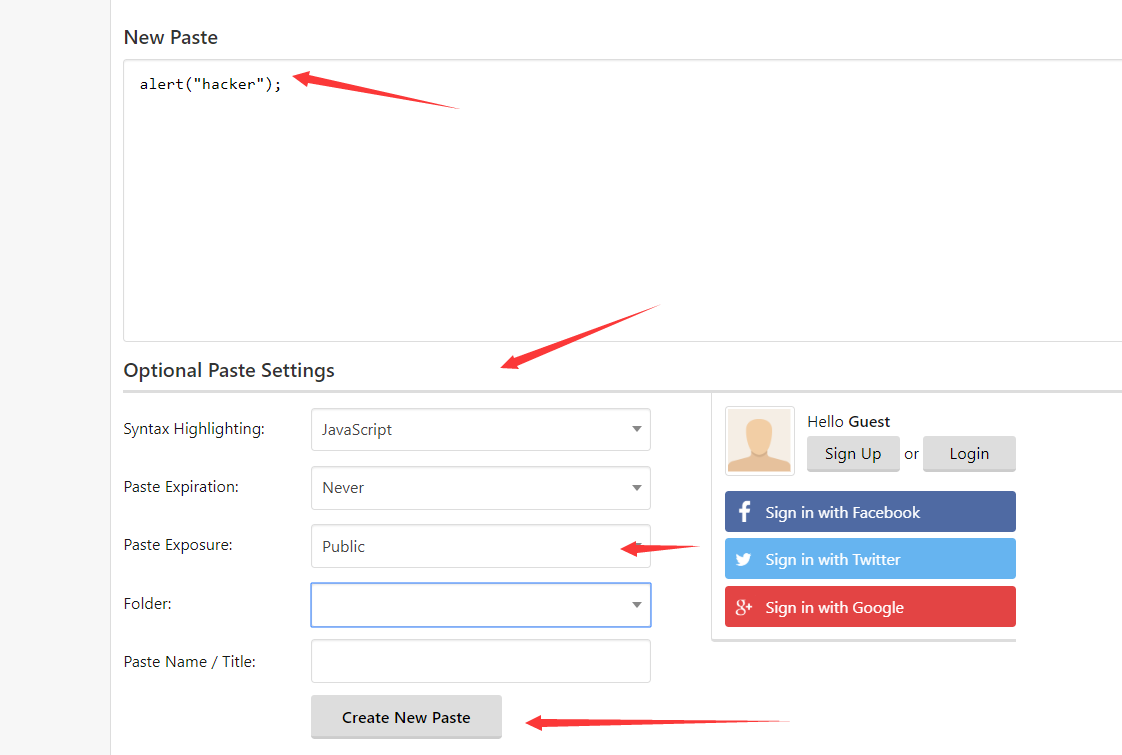 New Paste
alert("hacker");
Optional Paste Settings
Syntax Highlighting: JavaScript
Paste Expiration: Never
Paste Exposure: Public
Folder:
Paste Name / Title:
Create New Paste
Hello Guest
Sign Up or Login
f Sign in with Facebook
Sign in with Twitter
g+ Sign in with Google